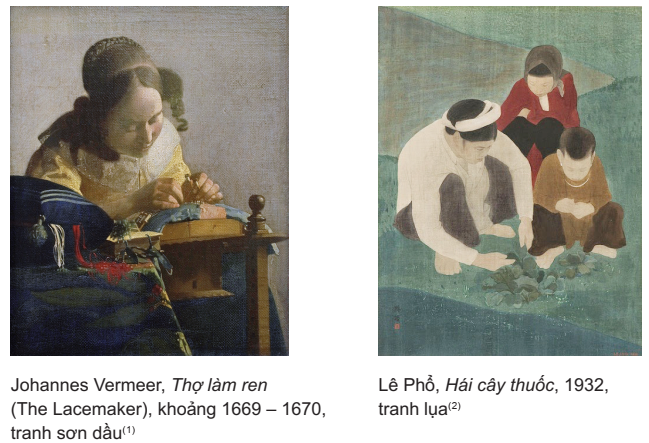 Johannes Vermeer, Thợ làm ren
(The Lacemaker), khoảng 1669 – 1670,
tranh sơn dầu(1)
Lê Phổ, Hái cây thuốc, 1932,
tranh lụa(2)